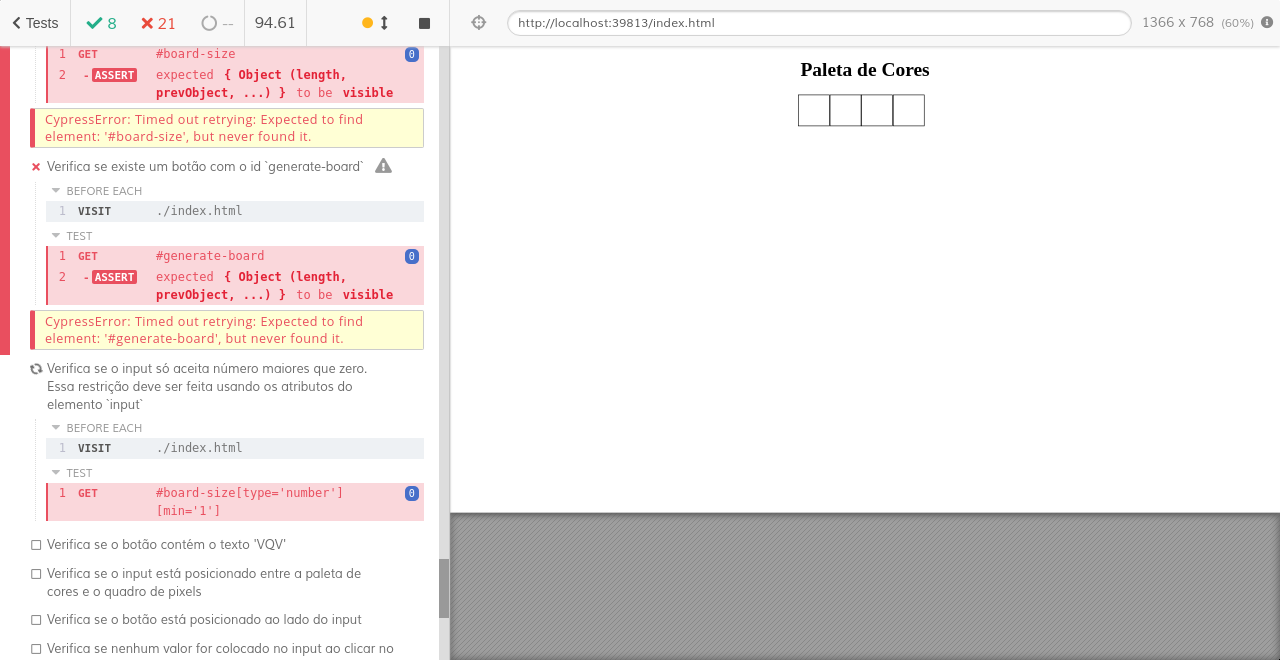 Tests 8 21 -- 94.61
http://localhost:39813/index.html 1366 x 768 (60%)
1 GET #board-size 0
2 - ASSERT expected { Object (length,
prevObject, ...) } to be visible
CypressError: Timed out retrying: Expected to find
element: '#board-size', but never found it.
Verifica se existe um botão com o id `generate-board`
BEFORE EACH
1 VISIT ./index.html
TEST
1 GET #generate-board 0
2 - ASSERT expected { Object (length,
prevObject, ...) } to be visible
CypressError: Timed out retrying: Expected to find
element: '#generate-board', but never found it.
Verifica se o input só aceita número maiores que zero.
Essa restrição deve ser feita usando os atributos do
elemento `input`
BEFORE EACH
1 VISIT ./index.html
TEST
1 GET #board-size[type='number'] 0
[min='1']
Verifica se o botão contém o texto 'VQV'
Verifica se o input está posicionado entre a paleta de
cores e o quadro de pixels
Verifica se o botão está posicionado ao lado do input
Verifica se nenhum valor for colocado no input ao clicar no
Paleta de Cores